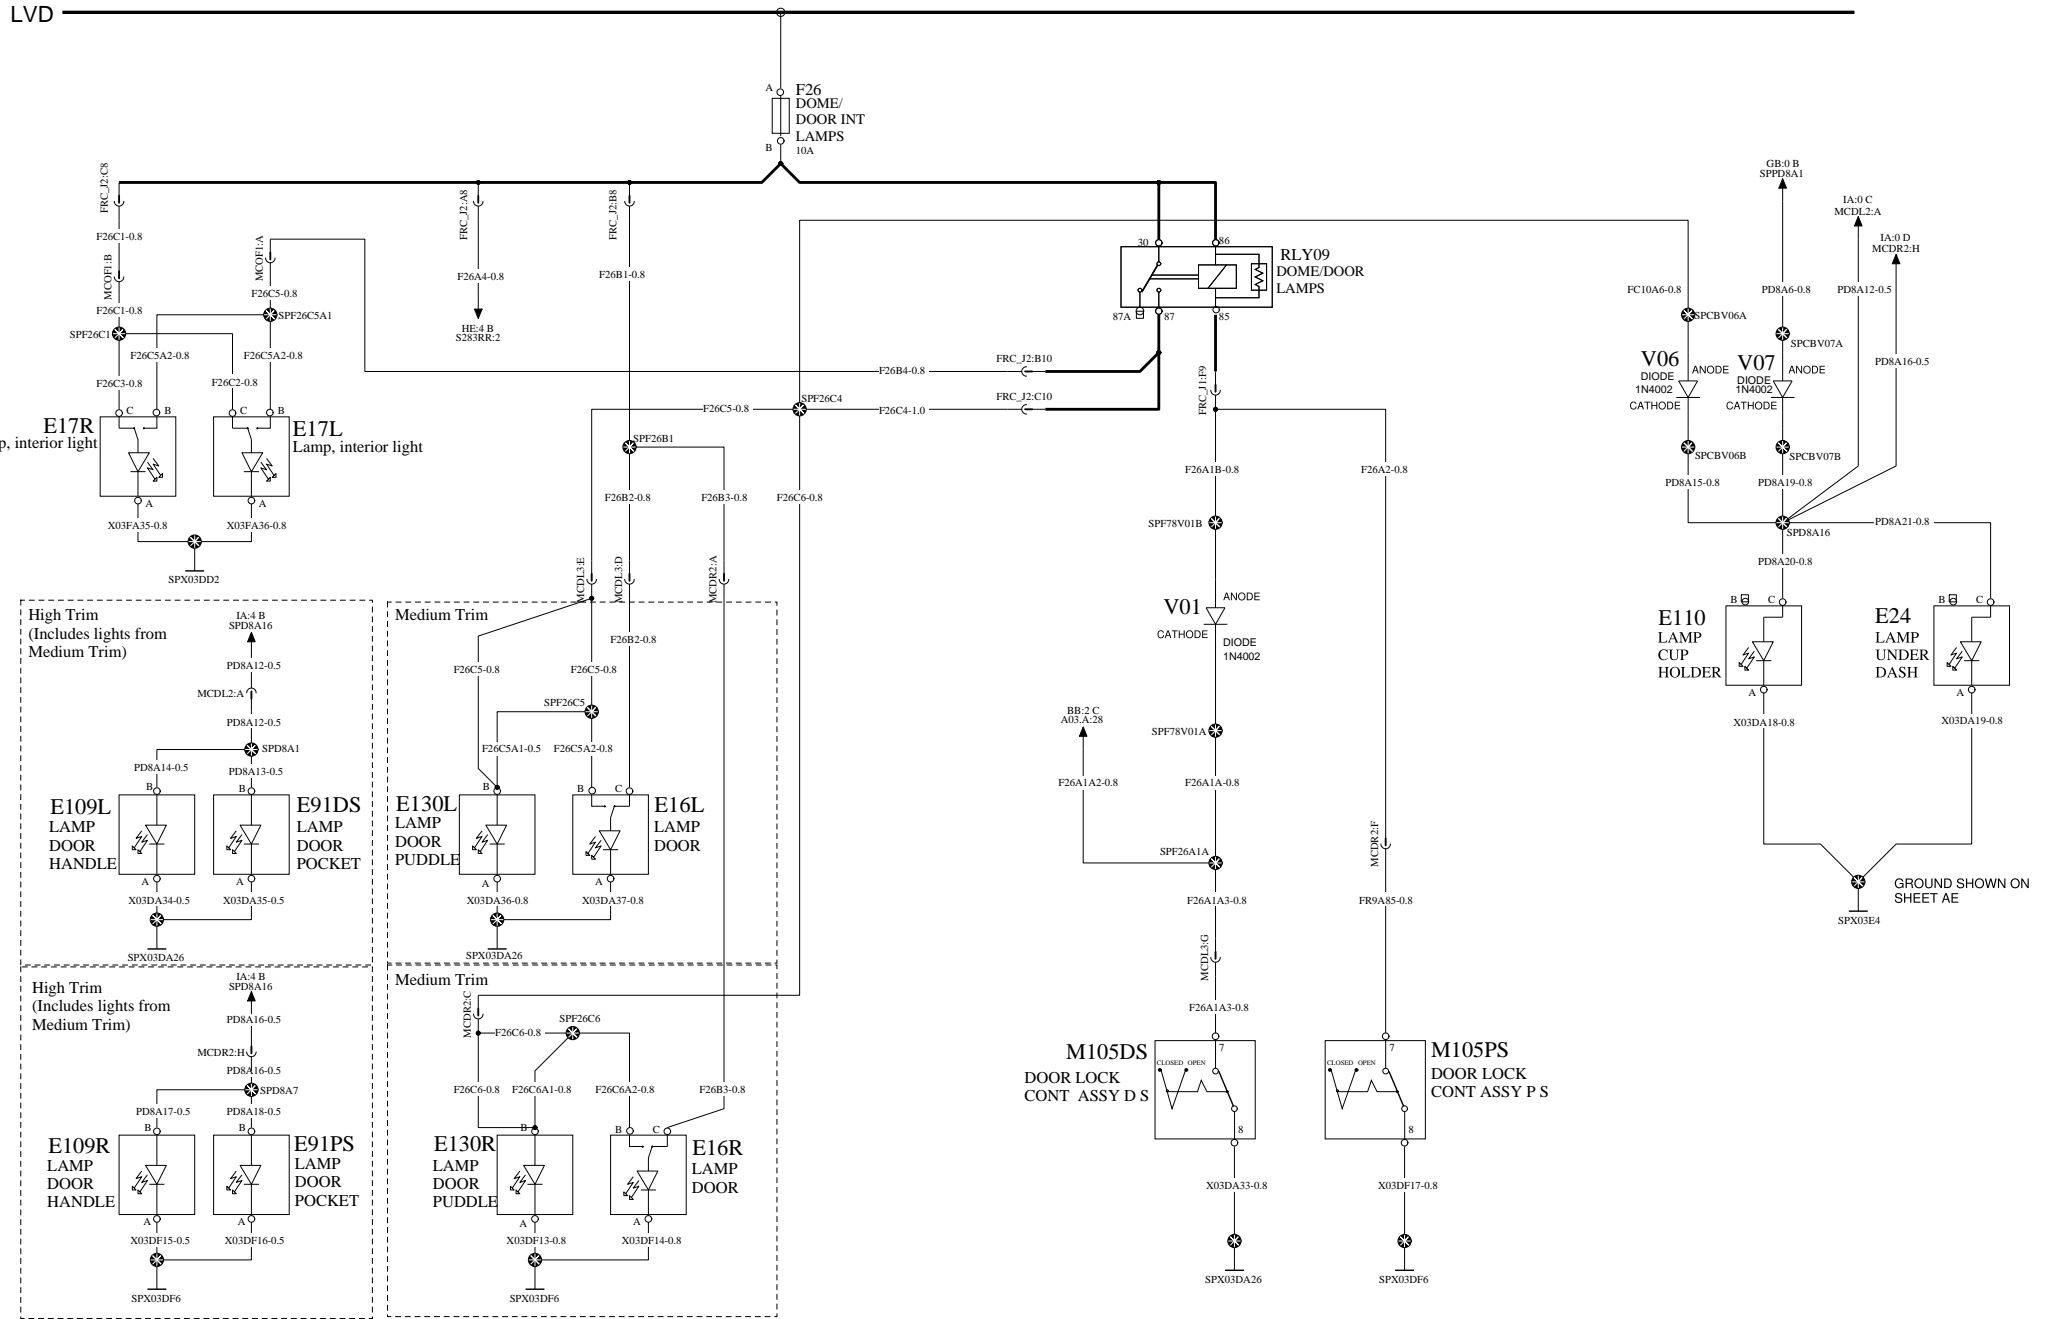 LVD
A
F26
DOME/
DOOR INT
LAMPS
B
10A
FRC_J2:C8
F26C1-0.8
MCOF1:B
F26C1-0.8
SPF26C1
MCOF1:A
F26C5-0.8
SPF26C5A1
F26C5A2-0.8
F26C5A2-0.8
F26C3-0.8
F26C2-0.8
C
B
C
B
E17R
p, interior light
E17L
Lamp, interior light
A
A
X03FA35-0.8
X03FA36-0.8
SPX03DD2
FRC_J2:A8
F26A4-0.8
HE:4 B
S283RR:2
FRC_J2:B8
F26B1-0.8
30
86
RLY09
DOME/DOOR
LAMPS
87A
87
85
FRC_J2:B10
F26B4-0.8
FRC_J2:C10
F26C4-1.0
SPF26C4
F26C5-0.8
SPF26B1
F26B2-0.8
F26B3-0.8
F26C6-0.8
MCDL3:E
MCDL3:D
MCDR2:A
FRC_J1:F9
F26A1B-0.8
F26A2-0.8
SPF78V01B
V01
ANODE
CATHODE
DIODE
1N4002
SPF78V01A
BB:2 C
A03.A:28
F26A1A2-0.8
F26A1A-0.8
SPF26A1A
F26A1A3-0.8
MCDL3:G
F26A1A3-0.8
MCDR2:F
FR9A85-0.8
7
M105DS
DOOR LOCK
CONT ASSY D S
CLOSED
OPEN
8
X03DA33-0.8
SPX03DA26
7
M105PS
DOOR LOCK
CONT ASSY P S
CLOSED
OPEN
8
X03DF17-0.8
SPX03DF6
GB:0 B
SPPD8A1
IA:0 C
MCDL2:A
IA:0 D
MCDR2:H
FC10A6-0.8
PD8A6-0.8
PD8A12-0.5
PD8A16-0.5
SPCBV06A
SPCBV07A
V06
DIODE
1N4002
ANODE
CATHODE
V07
DIODE
1N4002
ANODE
CATHODE
SPCBV06B
SPCBV07B
PD8A15-0.8
PD8A19-0.8
SPD8A16
PD8A21-0.8
PD8A20-0.8
B
C
E110
LAMP
CUP
HOLDER
A
X03DA18-0.8
B
C
E24
LAMP
UNDER
DASH
A
X03DA19-0.8
GROUND SHOWN ON
SHEET AE
SPX03E4
High Trim
(Includes lights from
Medium Trim)
IA:4 B
SPD8A16
PD8A12-0.5
MCDL2:A
PD8A12-0.5
SPD8A1
PD8A14-0.5
PD8A13-0.5
B
B
E109L
LAMP
DOOR
HANDLE
E91DS
LAMP
DOOR
POCKET
A
A
X03DA34-0.5
X03DA35-0.5
SPX03DA26
Medium Trim
F26B2-0.8
F26C5-0.8
F26C5-0.8
SPF26C5
F26C5A1-0.5
F26C5A2-0.8
B
B
C
E130L
LAMP
DOOR
PUDDLE
E16L
LAMP
DOOR
A
A
X03DA36-0.8
X03DA37-0.8
SPX03DA26
High Trim
(Includes lights from
Medium Trim)
IA:4 B
SPD8A16
PD8A16-0.5
MCDR2:H
PD8A16-0.5
SPD8A7
PD8A17-0.5
PD8A18-0.5
B
B
E109R
LAMP
DOOR
HANDLE
E91PS
LAMP
DOOR
POCKET
A
A
X03DF15-0.5
X03DF16-0.5
SPX03DF6
Medium Trim
MCDR2:C
F26C6-0.8
SPF26C6
F26C6-0.8
F26C6A1-0.8
F26C6A2-0.8
F26B3-0.8
B
B
C
E130R
LAMP
DOOR
PUDDLE
E16R
LAMP
DOOR
A
A
X03DF13-0.8
X03DF14-0.8
SPX03DF6